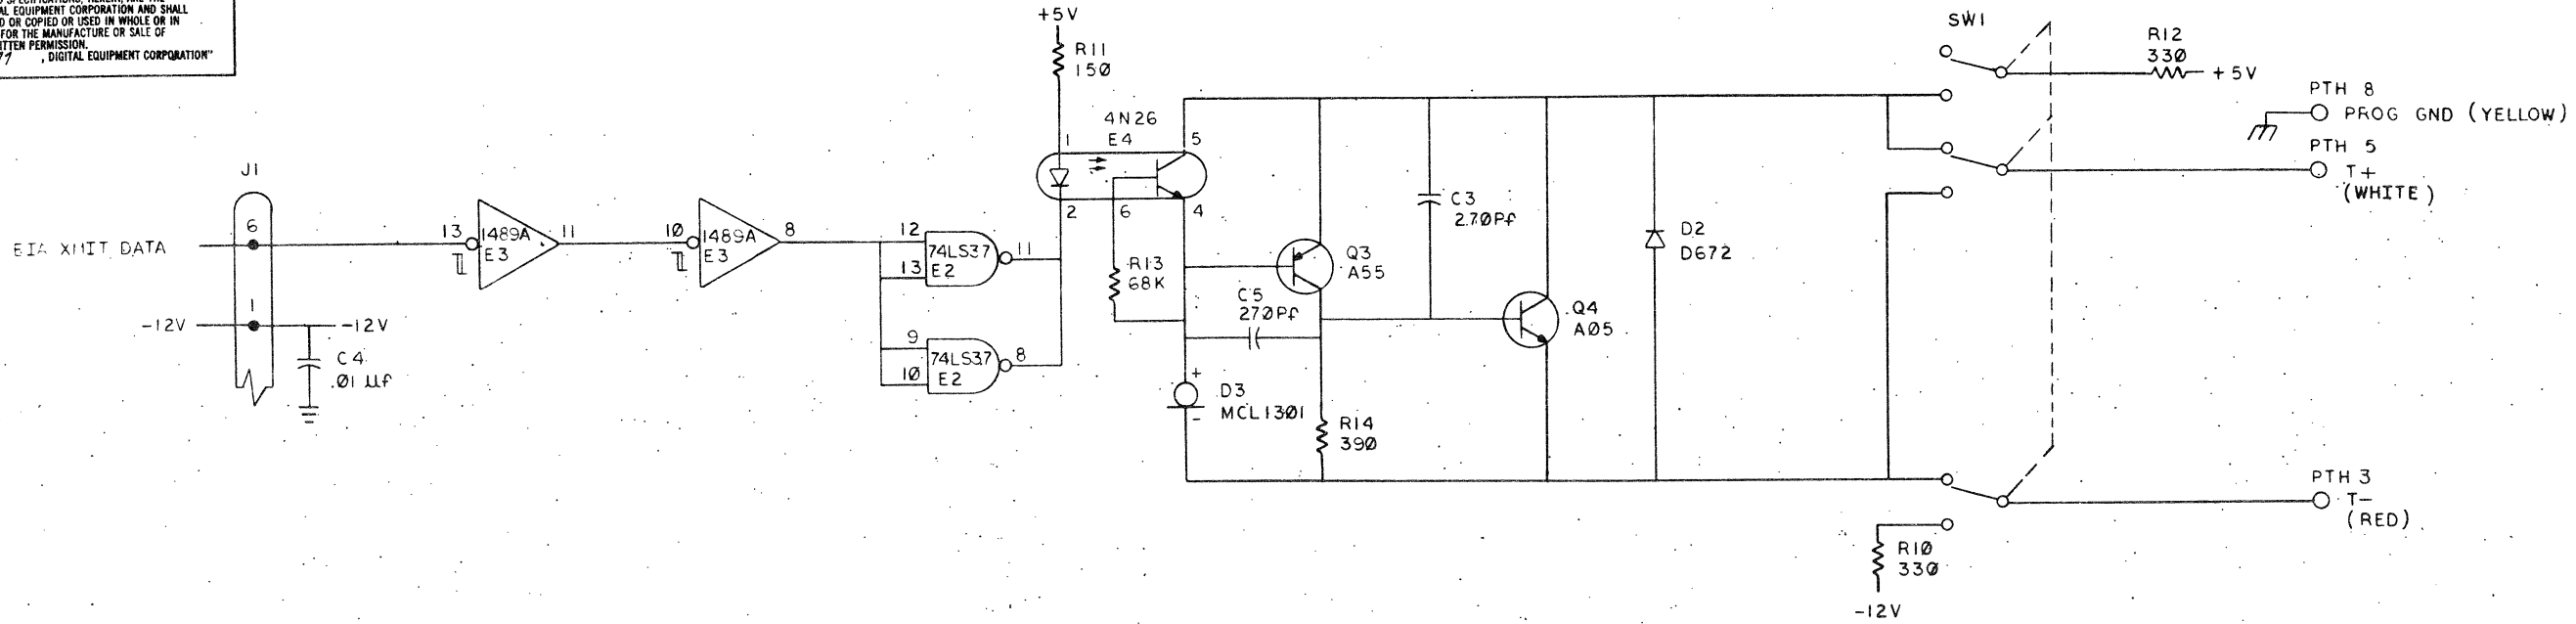 AL EQUIPMENT CORPORATION AND SHALL
D OR COPIED OR USED IN WHOLE OR IN
FOR THE MANUFACTURE OR SALE OF
ITTEN PERMISSION.
, DIGITAL EQUIPMENT CORPORATION"
+5V
R11
150
4N26
E4
1
5
2
6
4
J1
6
EIA XMIT DATA
1
-12V
-12V
C4
.01 µf
13
1489A
E3
11
10
1489A
E3
8
12
13
74LS37
E2
11
9
10
74LS37
E2
8
R13
68K
C5
270Pf
+
D3
MCL1301
-
Q3
A55
R14
390
C3
270Pf
Q4
A05
D2
D672
SW1
R12
330
+5V
PTH 8
PROG GND (YELLOW)
PTH 5
T+
(WHITE)
PTH 3
T-
(RED)
R10
330
-12V